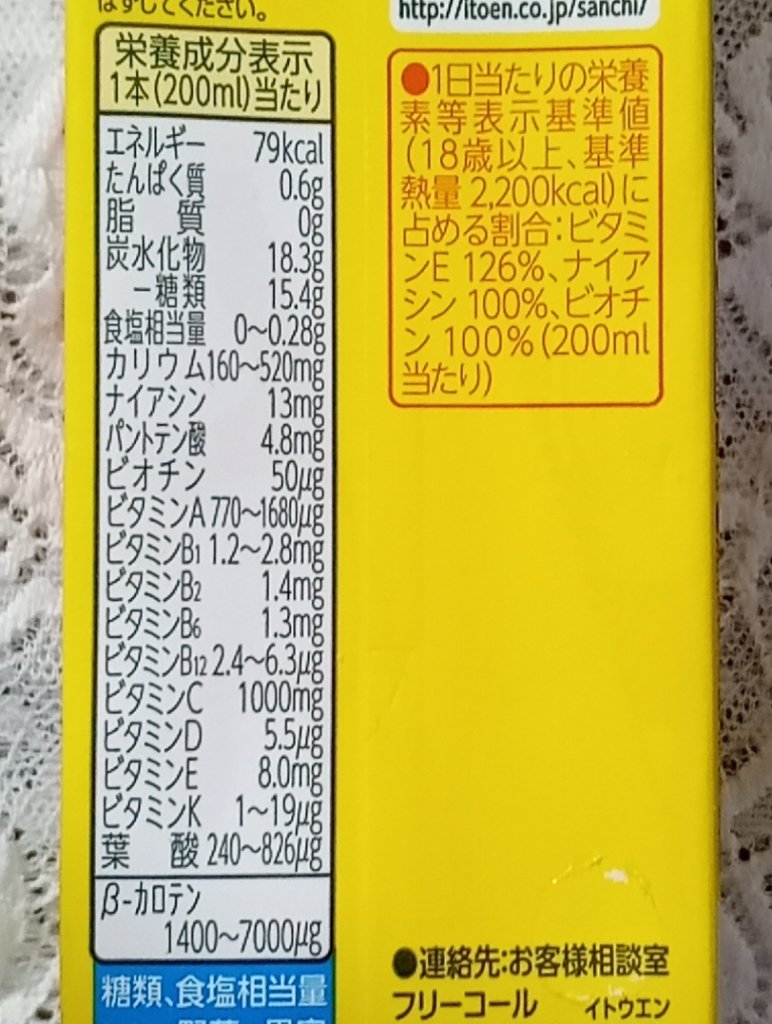 はずしてください。
栄養成分表示
1本(200ml)当たり
エネルギー 79kcal
たんぱく質 0.6g
脂 質 0g
炭水化物 18.3g
－糖類 15.4g
食塩相当量 0～0.28g
カリウム 160～520mg
ナイアシン 13mg
パントテン酸 4.8mg
ビオチン 50μg
ビタミンA 770～1680μg
ビタミンB1 1.2～2.8mg
ビタミンB2 1.4mg
ビタミンB6 1.3mg
ビタミンB12 2.4～6.3μg
ビタミンC 1000mg
ビタミンD 5.5μg
ビタミンE 8.0mg
ビタミンK 1～19μg
葉 酸 240～826μg
β-カロテン
1400～7000μg
糖類、食塩相当量
http://itoen.co.jp/sanchi/
●1日当たりの栄養
素等表示基準値
(18歳以上、基準
熱量 2,200kcal)に
占める割合：ビタミ
ンE 126%、ナイア
シン 100%、ビオチ
ン 100%(200ml
当たり)
●連絡先：お客様相談室
フリーコール イトウエン